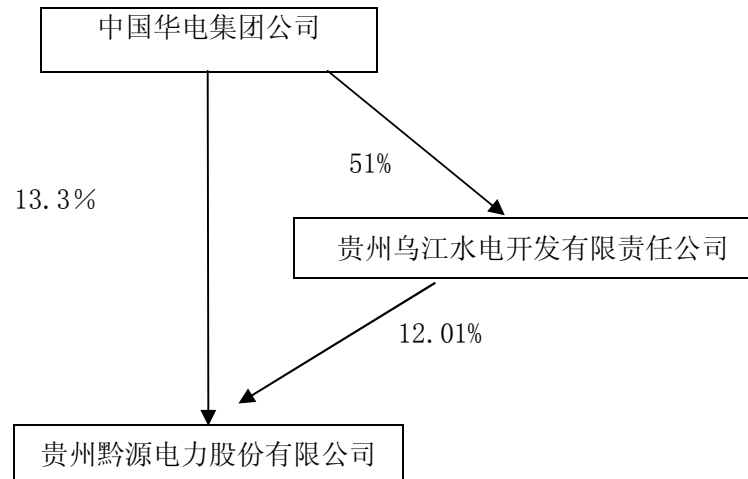 中国华电集团公司
51%
13.3％
贵州乌江水电开发有限责任公司
12.01%
贵州黔源电力股份有限公司